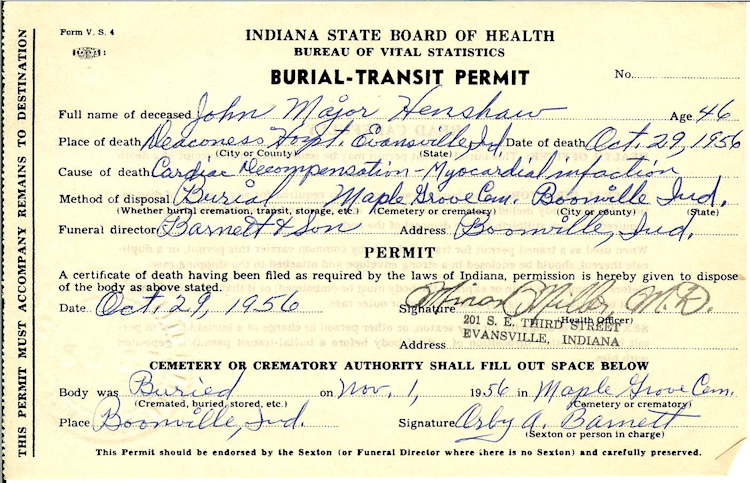 THIS PERMIT MUST ACCOMPANY REMAINS TO DESTINATION
Form V. S. 4
INDIANA STATE BOARD OF HEALTH
BUREAU OF VITAL STATISTICS
BURIAL-TRANSIT PERMIT
No.
Full name of deceased John Major Henshaw Age 46
Place of death Deaconess Hospt. Evansville, Ind Date of death Oct. 29, 1956
(City or County) (State)
Cause of death Cardiac Decompensation - Myocardial infaction
Method of disposal Burial Maple Grove Cem. Boonville Ind.
(Whether burial, cremation, transit, storage, etc.) (Cemetery or crematory) (City or county) (State)
Funeral director Barnett & Son Address Boonville, Ind.
PERMIT
A certificate of death having been filed as required by the laws of Indiana, permission is hereby given to dispose
of the body as above stated.
Date Oct. 29, 1956 Signature Miller, M.D.
(Health Officer)
201 S. E. THIRD STREET
Address EVANSVILLE, INDIANA
CEMETERY OR CREMATORY AUTHORITY SHALL FILL OUT SPACE BELOW
Body was Buried on Nov. 1, 1956 in Maple Grove Cem.
(Cremated, buried, stored, etc.) (Cemetery or crematory)
Place Boonville, Ind. Signature Orby A. Barnett
(Sexton or person in charge)
This Permit should be endorsed by the Sexton (or Funeral Director where there is no Sexton) and carefully preserved.